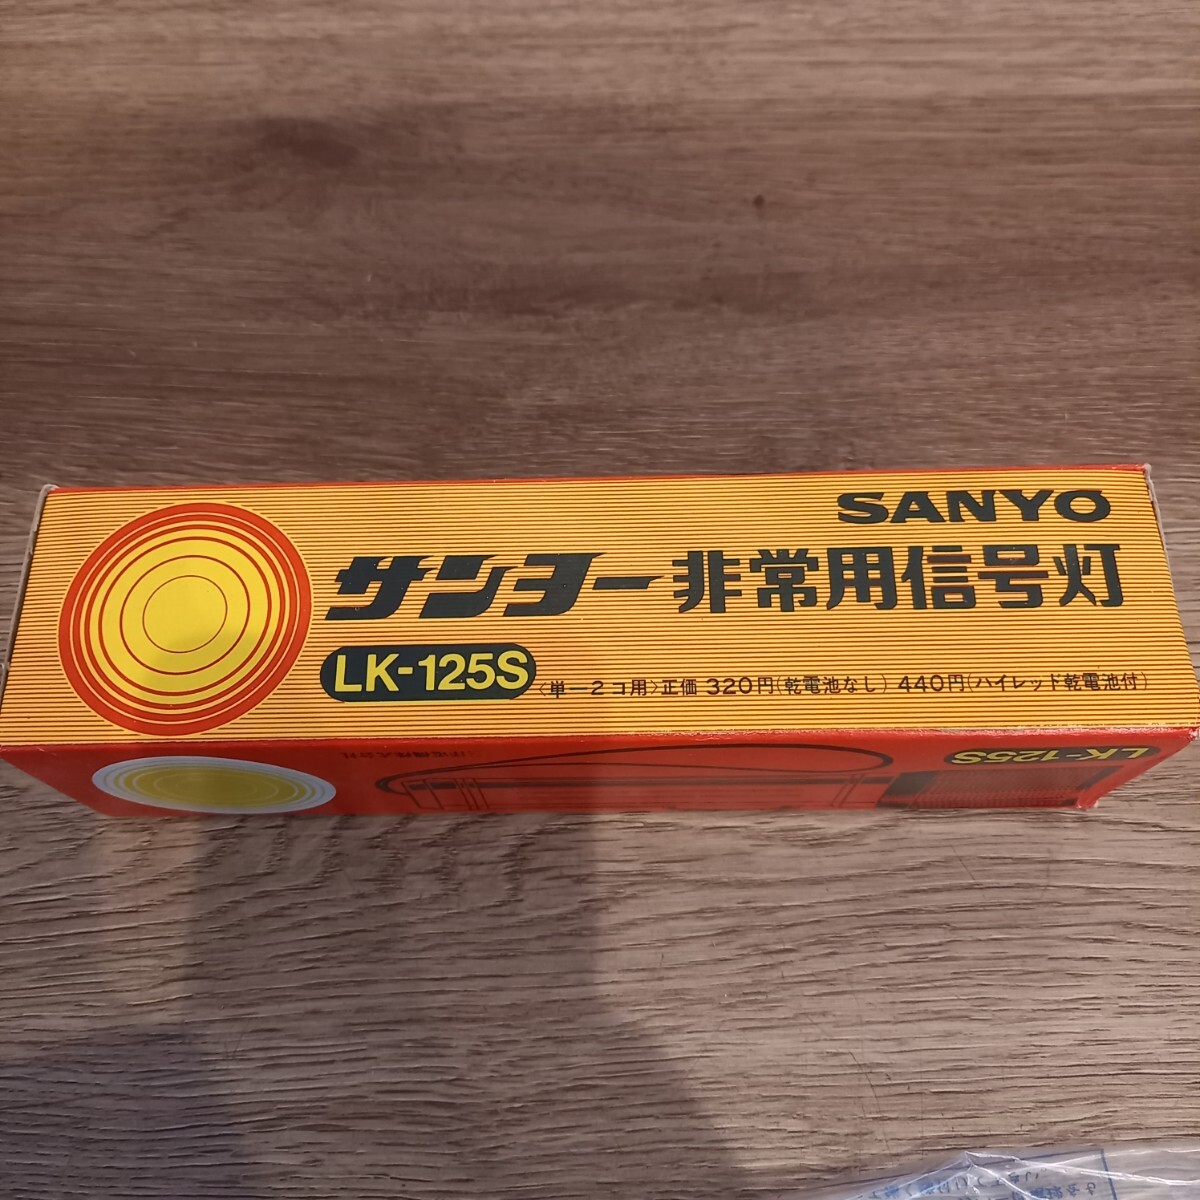 SANYO
サンヨー非常用信号灯
LK-125S
〈単一2コ用〉正価 320円(乾電池なし) 440円(ハイレッド乾電池付)
LK-125S